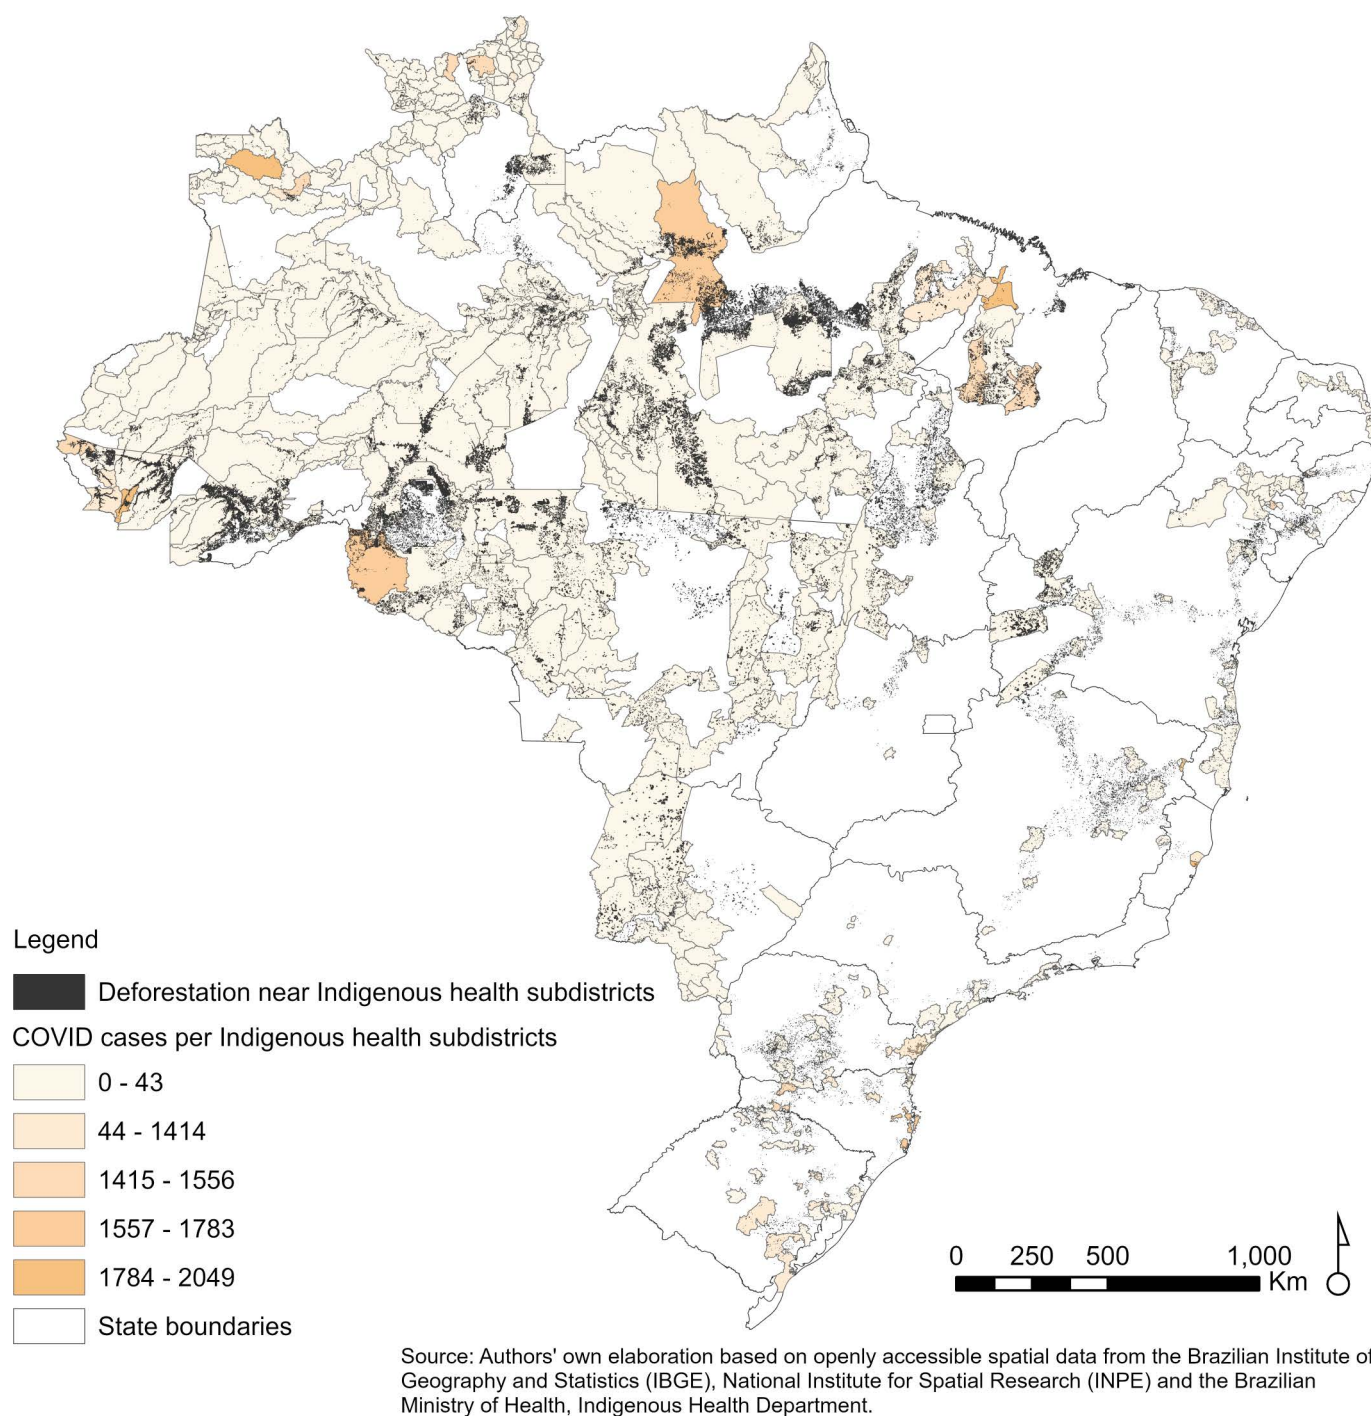 Legend
Deforestation near Indigenous health subdistricts
COVID cases per Indigenous health subdistricts
0 - 43
44 - 1414
1415 - 1556
1557 - 1783
1784 - 2049
State boundaries
0 250 500 1,000
Km
Source: Authors' own elaboration based on openly accessible spatial data from the Brazilian Institute of
Geography and Statistics (IBGE), National Institute for Spatial Research (INPE) and the Brazilian
Ministry of Health, Indigenous Health Department.